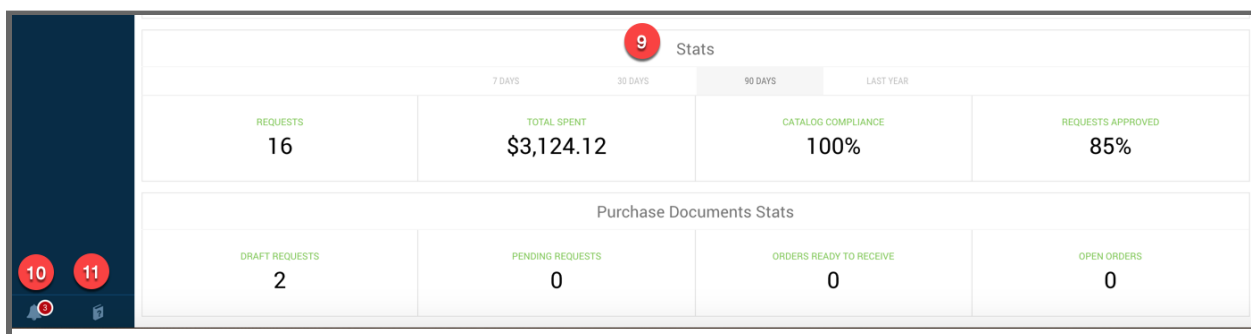 9 Stats
7 DAYS 30 DAYS 90 DAYS LAST YEAR
REQUESTS TOTAL SPENT CATALOG COMPLIANCE REQUESTS APPROVED
16 $3,124.12 100% 85%
Purchase Documents Stats
DRAFT REQUESTS PENDING REQUESTS ORDERS READY TO RECEIVE OPEN ORDERS
2 0 0 0
10 11
3 ?